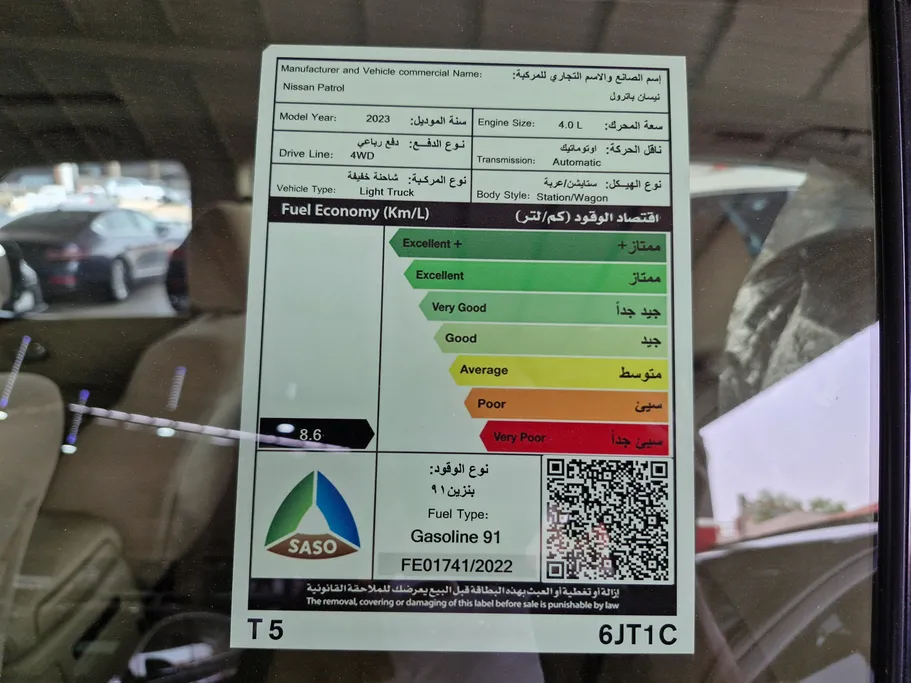 Manufacturer and Vehicle commercial Name: إسم الصانع والاسم التجاري للمركبة:
Nissan Patrol نيسان باترول
Model Year: 2023 سنة الموديل:
Engine Size: 4.0 L سعة المحرك:
نوع الدفـــع: دفع رباعي
Drive Line: 4WD
ناقل الحركة: اوتوماتيك
Transmission: Automatic
نوع المركبة: شاحنة خفيفة
Vehicle Type: Light Truck
نوع الهيكل: ستايشن/عربة
Body Style: Station/Wagon
Fuel Economy (Km/L) اقتصاد الوقود (كم/لتر)
Excellent + ممتاز +
Excellent ممتاز
Very Good جيد جداً
Good جيد
Average متوسط
Poor سيئ
8.6 Very Poor سيئ جداً
SASO
نوع الوقود:
بنزين ٩١
Fuel Type:
Gasoline 91
FE01741/2022
إزالة أو تغطية أو العبث بهذه البطاقة قبل البيع يعرضك للملاحقة القانونية
The removal, covering or damaging of this label before sale is punishable by law
T 5 6JT1C